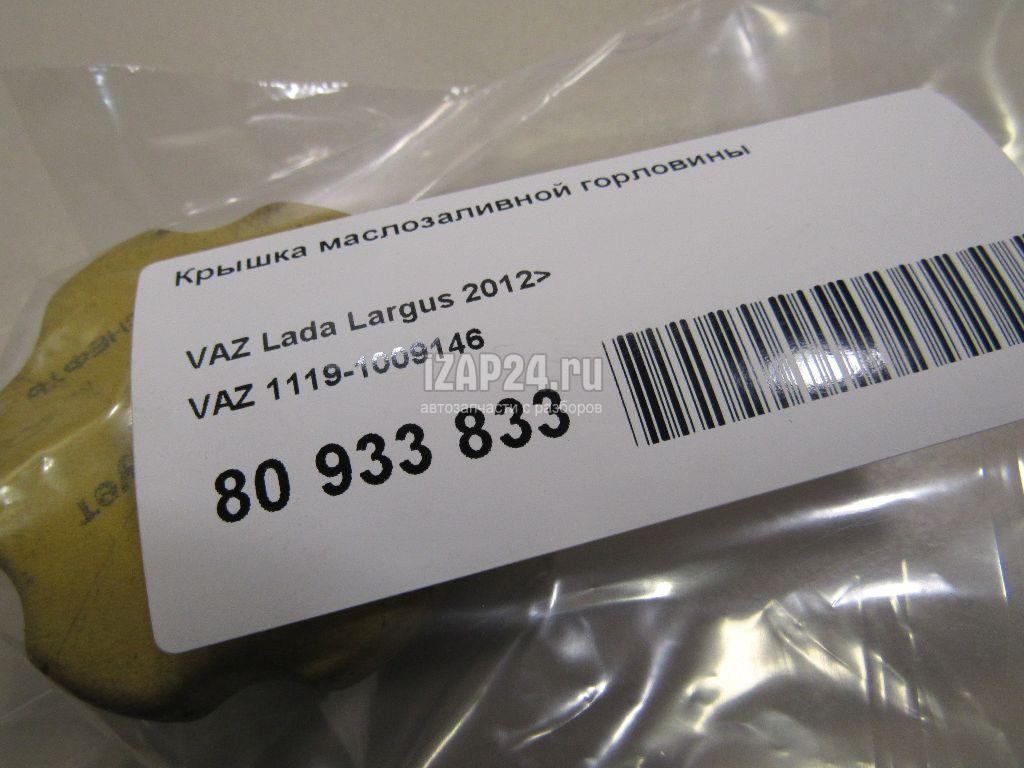 Крышка маслозаливной горловины
VAZ Lada Largus 2012>
VAZ 1119-1009146
IZAP24.ru
автозапчасти с разборов
80 933 833